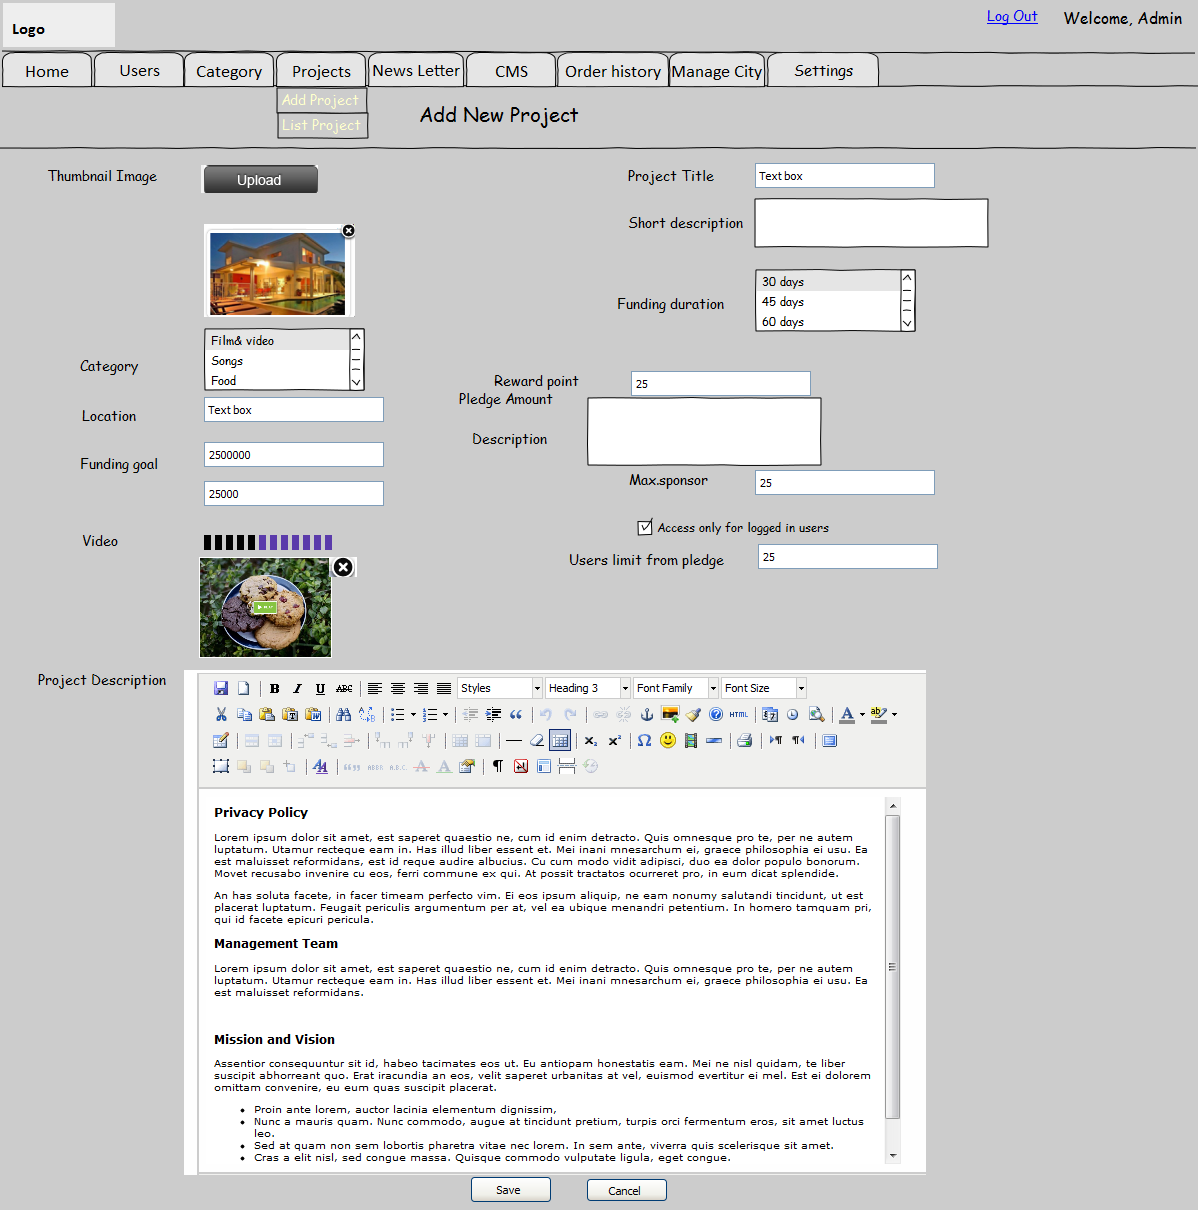 Logo
Log Out
Welcome, Admin
Home
Users
Category
Projects
News Letter
CMS
Order history
Manage City
Settings
Add Project
List Project
Add New Project
Thumbnail Image
Upload
Project Title
Text box
Short description
Funding duration
30 days
45 days
60 days
Category
Film& video
Songs
Food
Location
Text box
Funding goal
2500000
25000
Reward point
25
Pledge Amount
Description
Max.sponsor
25
Access only for logged in users
Users limit from pledge
25
Video
Project Description
B I U ABC
Styles
Heading 3
Font Family
Font Size
HTML
Privacy Policy
Lorem ipsum dolor sit amet, est saperet quaestio ne, cum id enim detracto. Quis omnesque pro te, per ne autem
luptatum. Utamur recteque eam in. Has illud liber essent et. Mei inani mnesarchum ei, graece philosophia ei usu. Ea
est maluisset reformidans, est id reque audire albucius. Cu cum modo vidit adipisci, duo ea dolor populo bonorum.
Movet recusabo invenire cu eos, ferri commune ex qui. At possit tractatos ocurreret pro, in eum dicat splendide.
An has soluta facete, in facer timeam perfecto vim. Ei eos ipsum aliquip, ne eam nonumy salutandi tincidunt, ut est
placerat luptatum. Feugait periculis argumentum per at, vel ea ubique menandri petentium. In homero tamquam pri,
qui id facete epicuri pericula.
Management Team
Lorem ipsum dolor sit amet, est saperet quaestio ne, cum id enim detracto. Quis omnesque pro te, per ne autem
luptatum. Utamur recteque eam in. Has illud liber essent et. Mei inani mnesarchum ei, graece philosophia ei usu. Ea
est maluisset reformidans.
Mission and Vision
Assentior consequuntur sit id, habeo tacimates eos ut. Eu antiopam honestatis eam. Mei ne nisl quidam, te liber
suscipit abhorreant quo. Erat iracundia an eos, velit saperet urbanitas at vel, euismod evertitur ei mel. Est ei dolorem
omittam convenire, eu eum quas suscipit placerat.
• Proin ante lorem, auctor lacinia elementum dignissim,
• Nunc a mauris quam. Nunc commodo, augue at tincidunt pretium, turpis orci fermentum eros, sit amet luctus
leo.
• Sed at quam non sem lobortis pharetra vitae nec lorem. In sem ante, viverra quis scelerisque sit amet.
• Cras a elit nisl, sed congue massa. Quisque commodo vulputate ligula, eget congue.
Save
Cancel